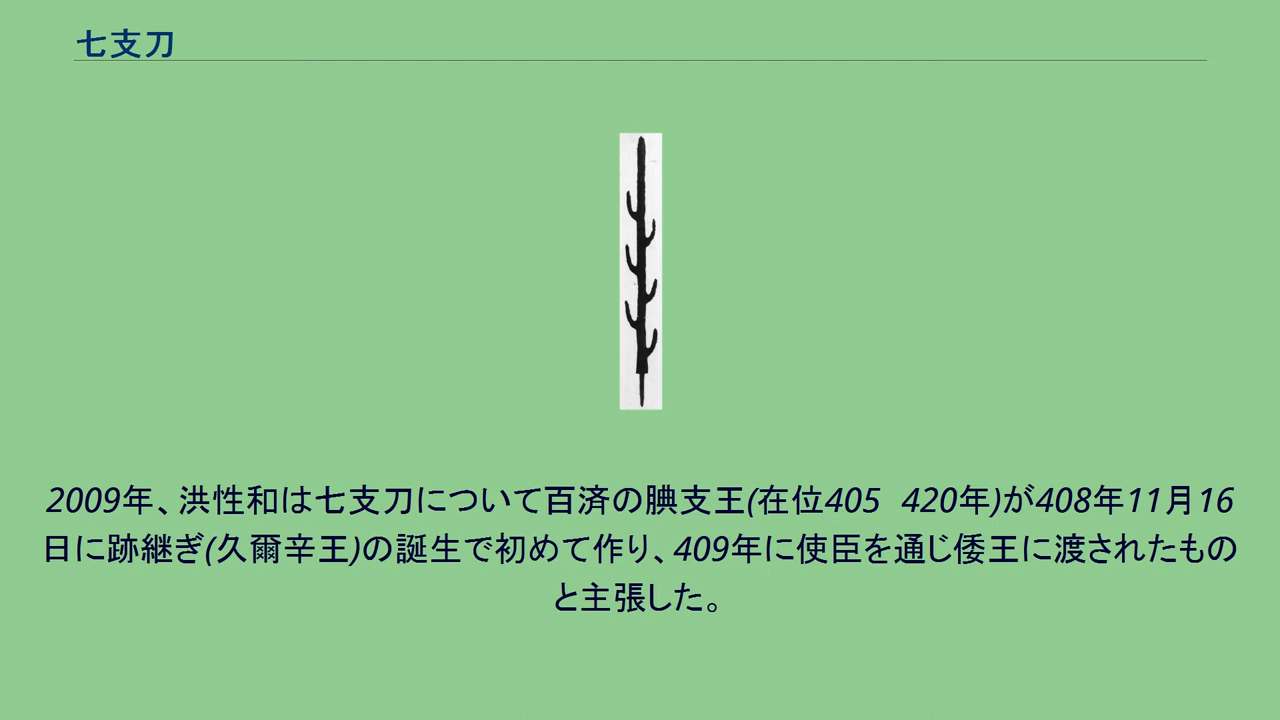 七支刀
2009年、洪性和は七支刀について百済の腆支王(在位405 420年)が408年11月16
日に跡継ぎ(久爾辛王)の誕生で初めて作り、409年に使臣を通じ倭王に渡されたもの
と主張した。